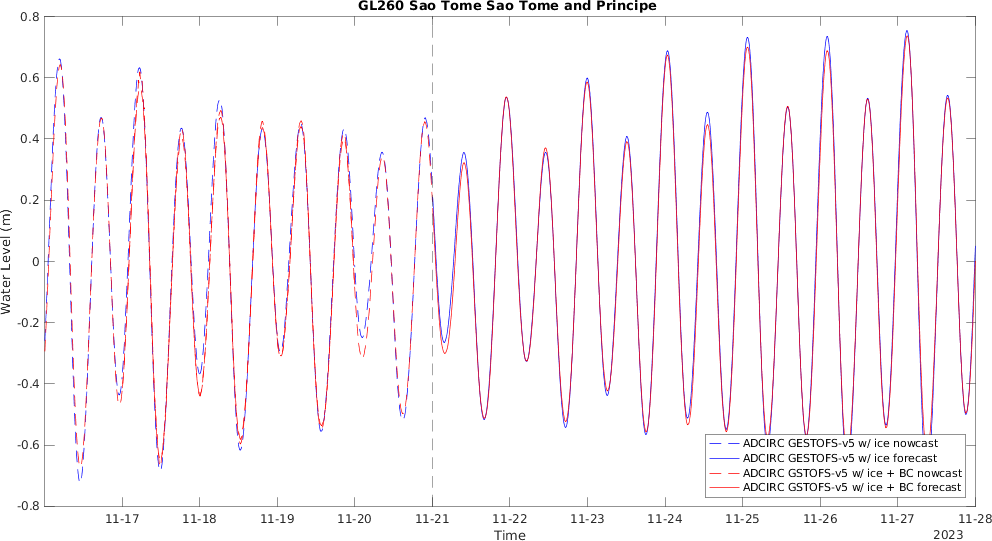 GL260 Sao Tome Sao Tome and Principe
Water Level (m)
0.8
0.6
0.4
0.2
0
-0.2
-0.4
-0.6
-0.8
ADCIRC GESTOFS-v5 w/ ice nowcast
ADCIRC GESTOFS-v5 w/ ice forecast
ADCIRC GSTOFS-v5 w/ ice + BC nowcast
ADCIRC GSTOFS-v5 w/ ice + BC forecast
11-17 11-18 11-19 11-20 11-21 11-22 11-23 11-24 11-25 11-26 11-27 11-28
Time
2023